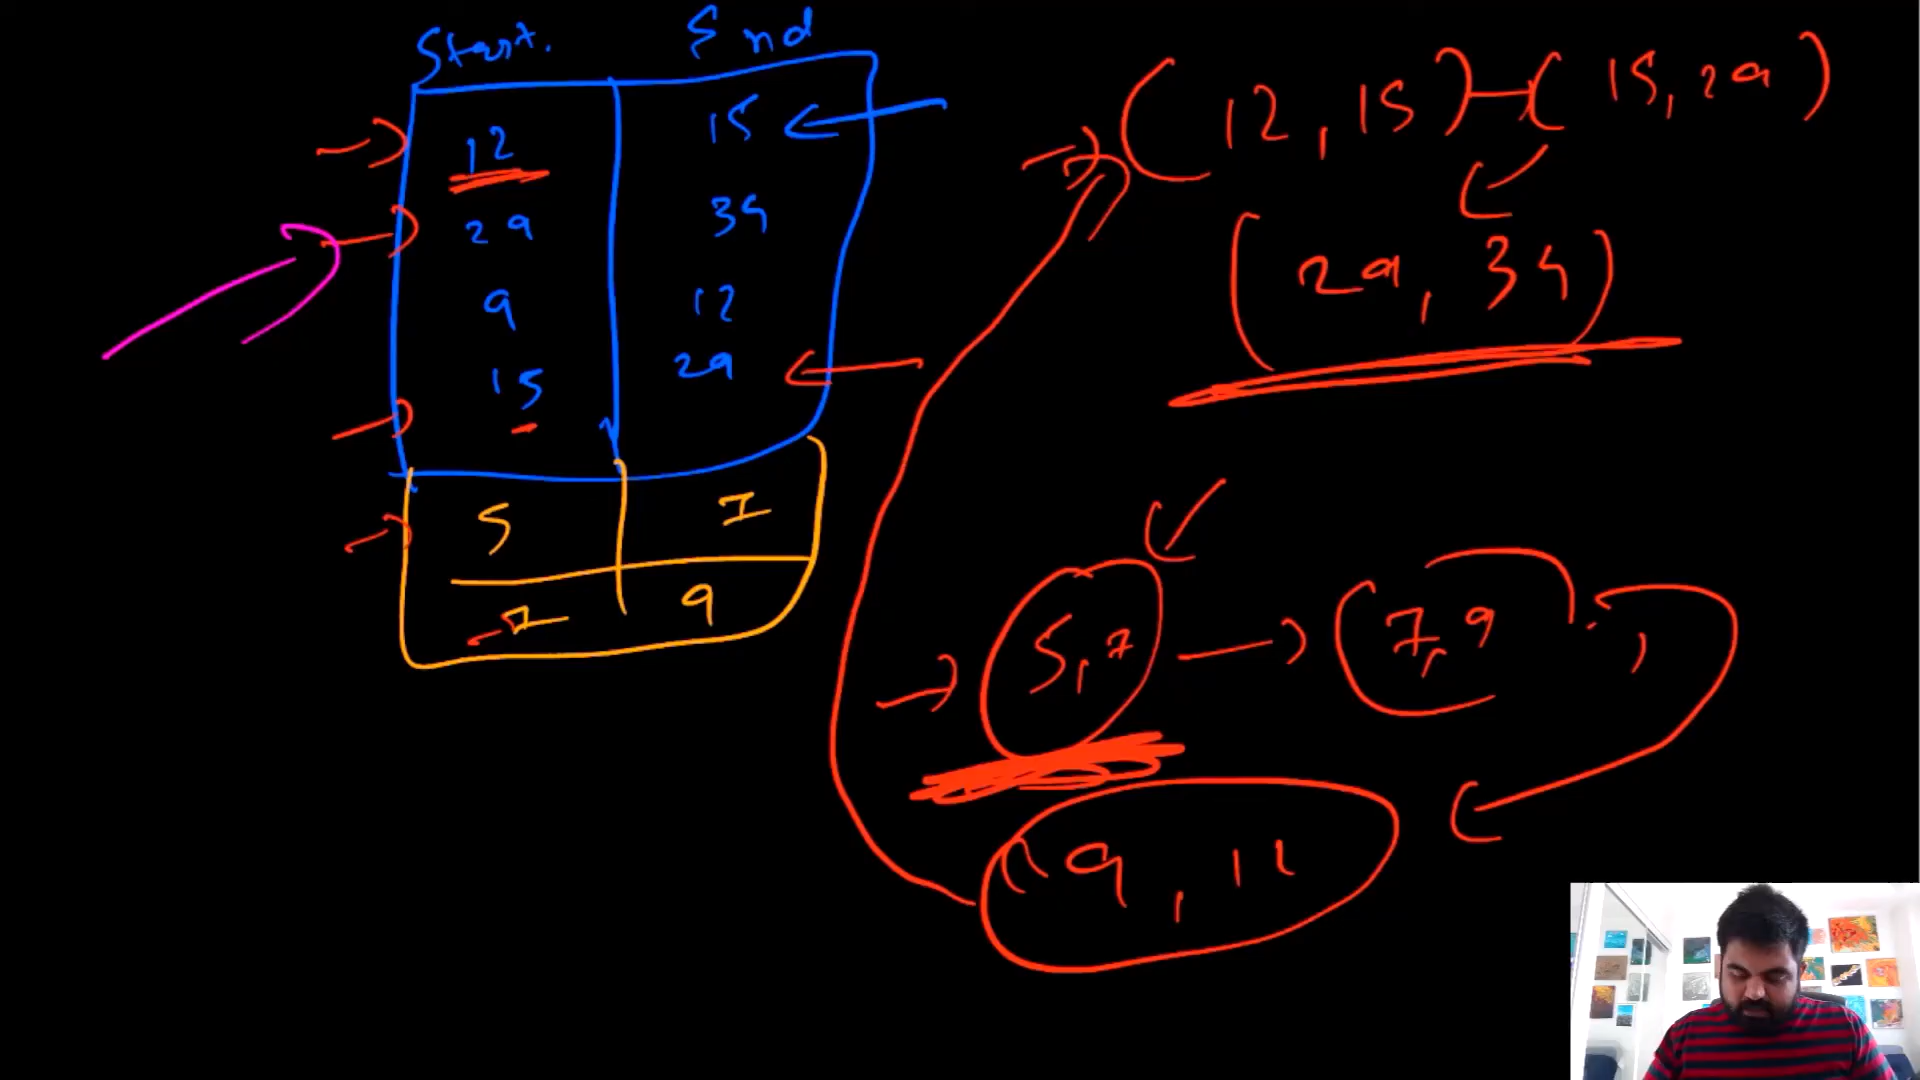 Start. End
12 15
29 34
9 12
15 29
5 7
7 9
(12, 15)—(15, 29)
(29, 34)
5, 7 → (7, 9) ,
(9, 12